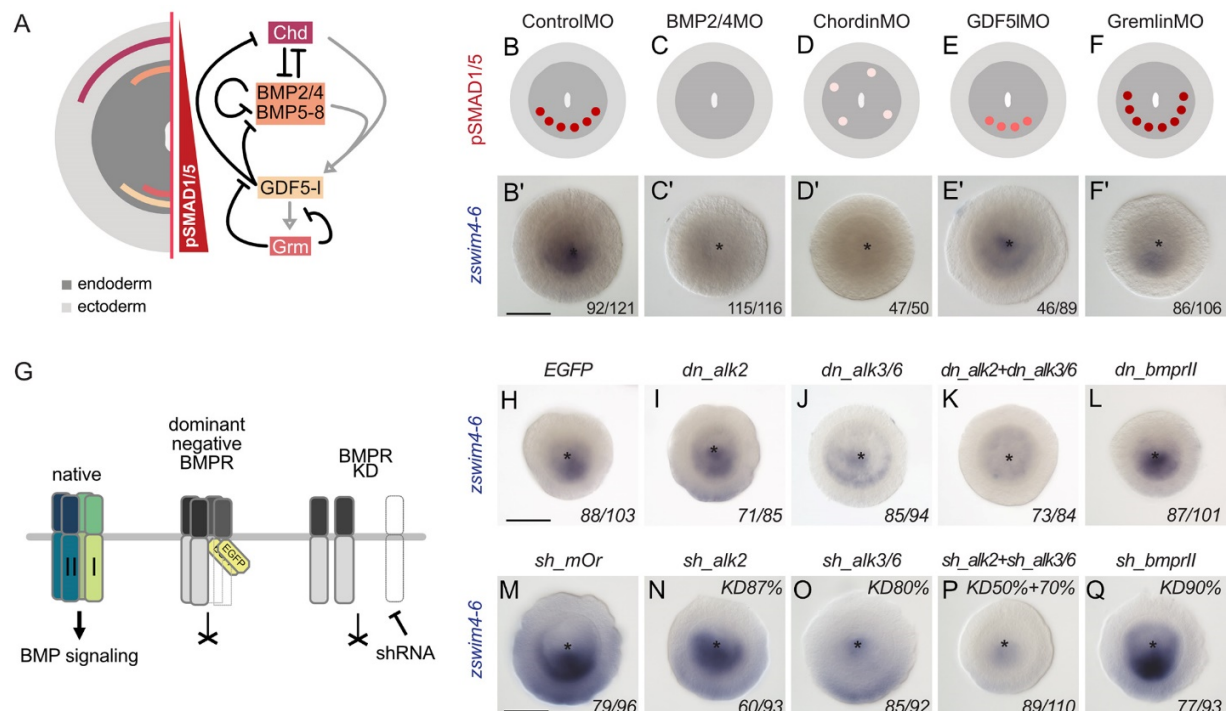 A
Chd
BMP2/4
BMP5-8
GDF5-l
Grm
pSMAD1/5
endoderm
ectoderm
ControlMO
BMP2/4MO
ChordinMO
GDF5lMO
GremlinMO
pSMAD1/5
B
C
D
E
F
zswim4-6
B'
C'
D'
E'
F'
*
*
*
*
*
92/121
115/116
47/50
46/89
86/106
G
native
dominant
negative
BMPR
BMPR
KD
II
I
EGFP
BMP signaling
shRNA
EGFP
dn_alk2
dn_alk3/6
dn_alk2+dn_alk3/6
dn_bmprII
zswim4-6
H
I
J
K
L
*
*
*
*
*
88/103
71/85
85/94
73/84
87/101
sh_mOr
sh_alk2
sh_alk3/6
sh_alk2+sh_alk3/6
sh_bmprII
zswim4-6
M
N
KD87%
O
KD80%
P
KD50%+70%
Q
KD90%
*
*
*
*
*
79/96
60/93
85/92
89/110
77/93